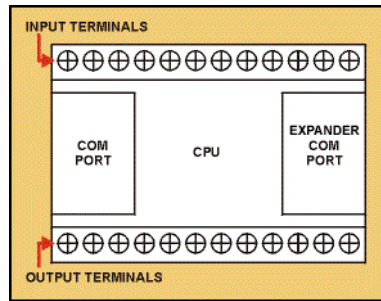 INPUT TERMINALS
COM
PORT
CPU
EXPANDER
COM
PORT
OUTPUT TERMINALS